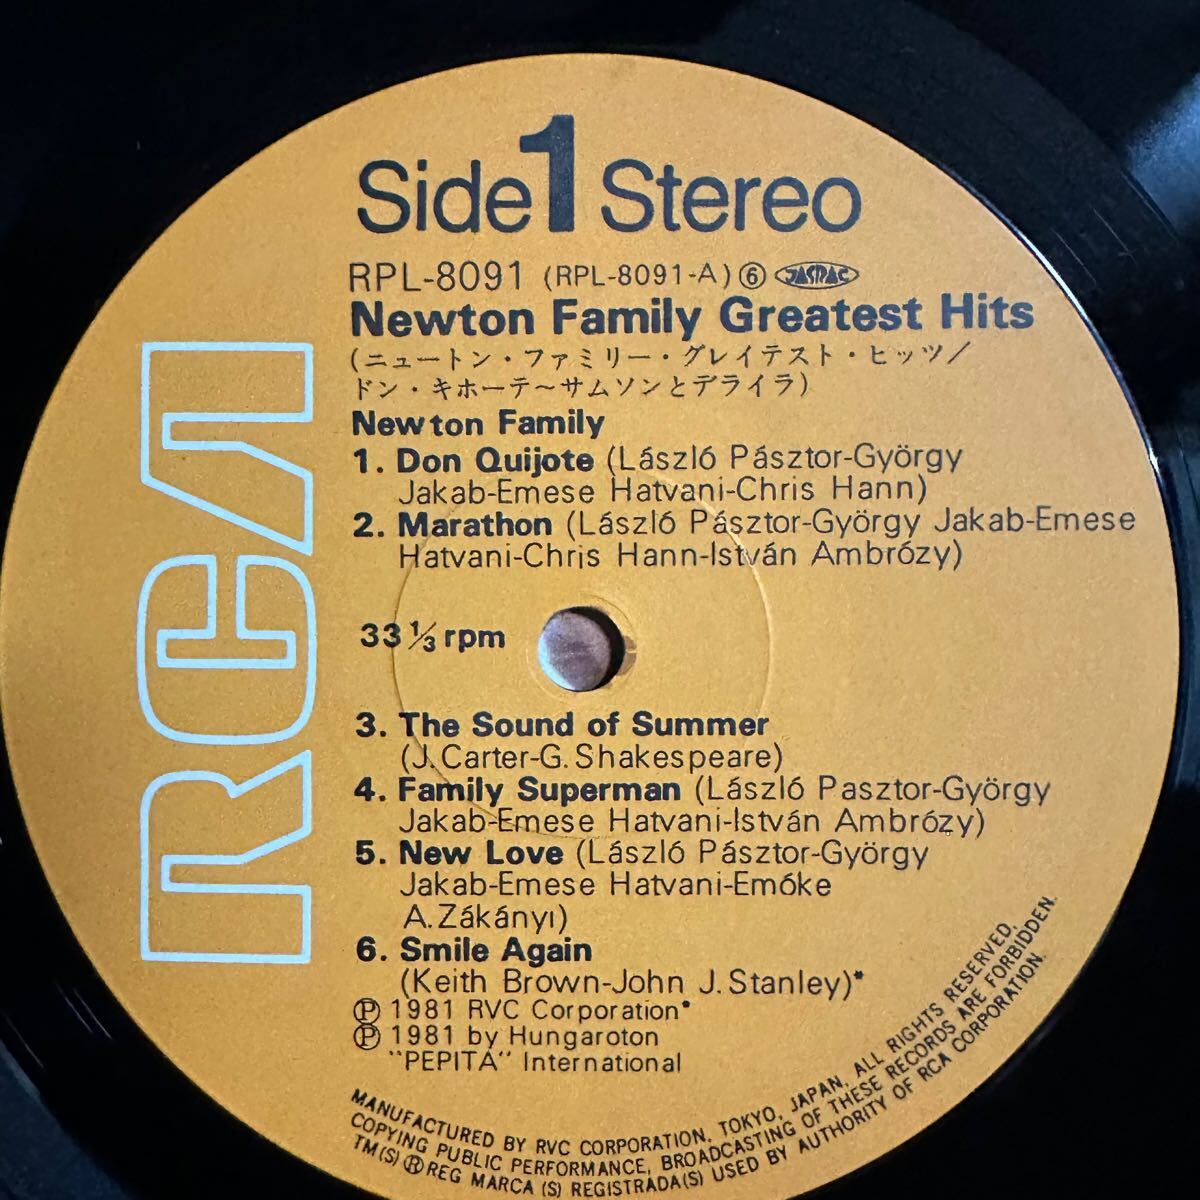 Side 1 Stereo
RPL-8091 (RPL-8091-A) ⑥ JASRAC
Newton Family Greatest Hits
(ニュートン・ファミリー・グレイテスト・ヒッツ/
ドン・キホーテ~サムソンとデライラ)
Newton Family
1. Don Quijote (László Pásztor-György
Jakab-Emese Hatvani-Chris Hann)
2. Marathon (László Pásztor-György Jakab-Emese
Hatvani-Chris Hann-István Ambrózy)
33 1/3 rpm
3. The Sound of Summer
(J. Carter-G. Shakespeare)
4. Family Superman (László Pasztor-György
Jakab-Emese Hatvani-István Ambrózy)
5. New Love (László Pásztor-György
Jakab-Emese Hatvani-Emóke
A. Zákányi)
6. Smile Again
(Keith Brown-John J. Stanley)*
Ⓟ 1981 RVC Corporation*
Ⓟ 1981 by Hungaroton
"PEPITA" International
RCA
MANUFACTURED BY RVC CORPORATION, TOKYO, JAPAN, ALL RIGHTS RESERVED,
COPYING PUBLIC PERFORMANCE, BROADCASTING OF THESE RECORDS ARE FORBIDDEN.
TM(S) ® REG MARCA (S) REGISTRADA(S) USED BY AUTHORITY OF RCA CORPORATION.